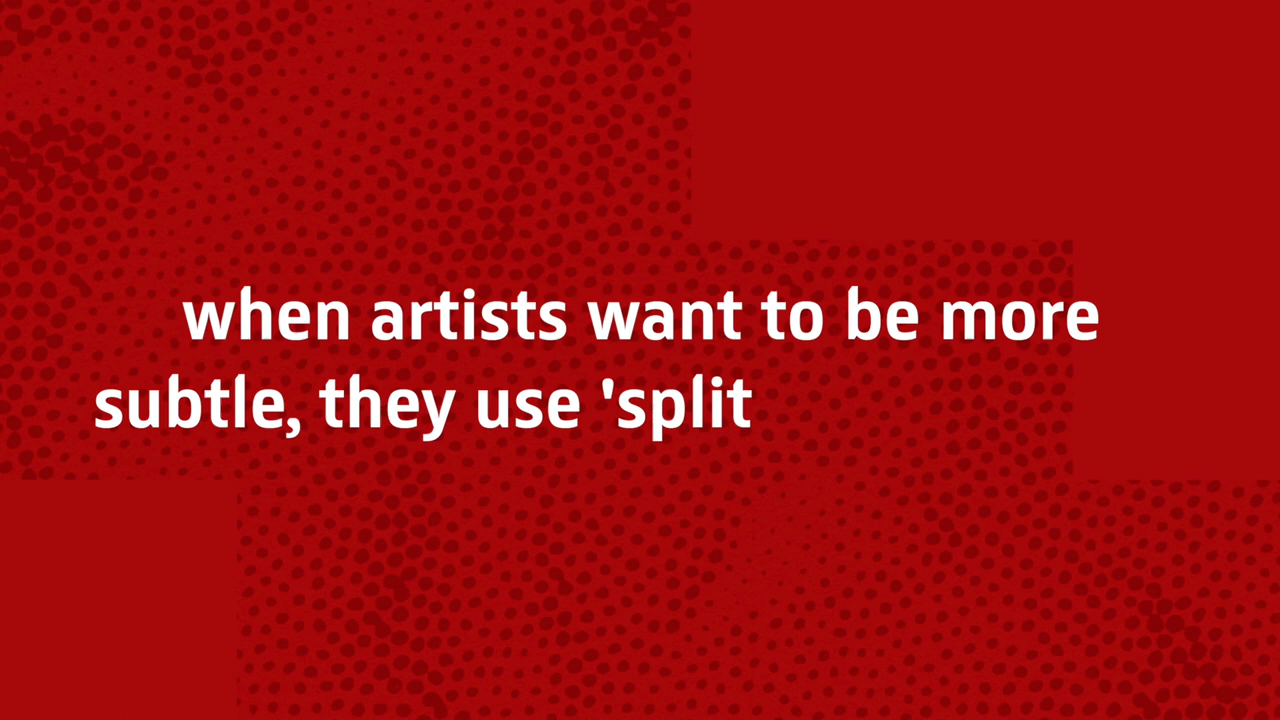 when artists want to be more
subtle, they use 'split